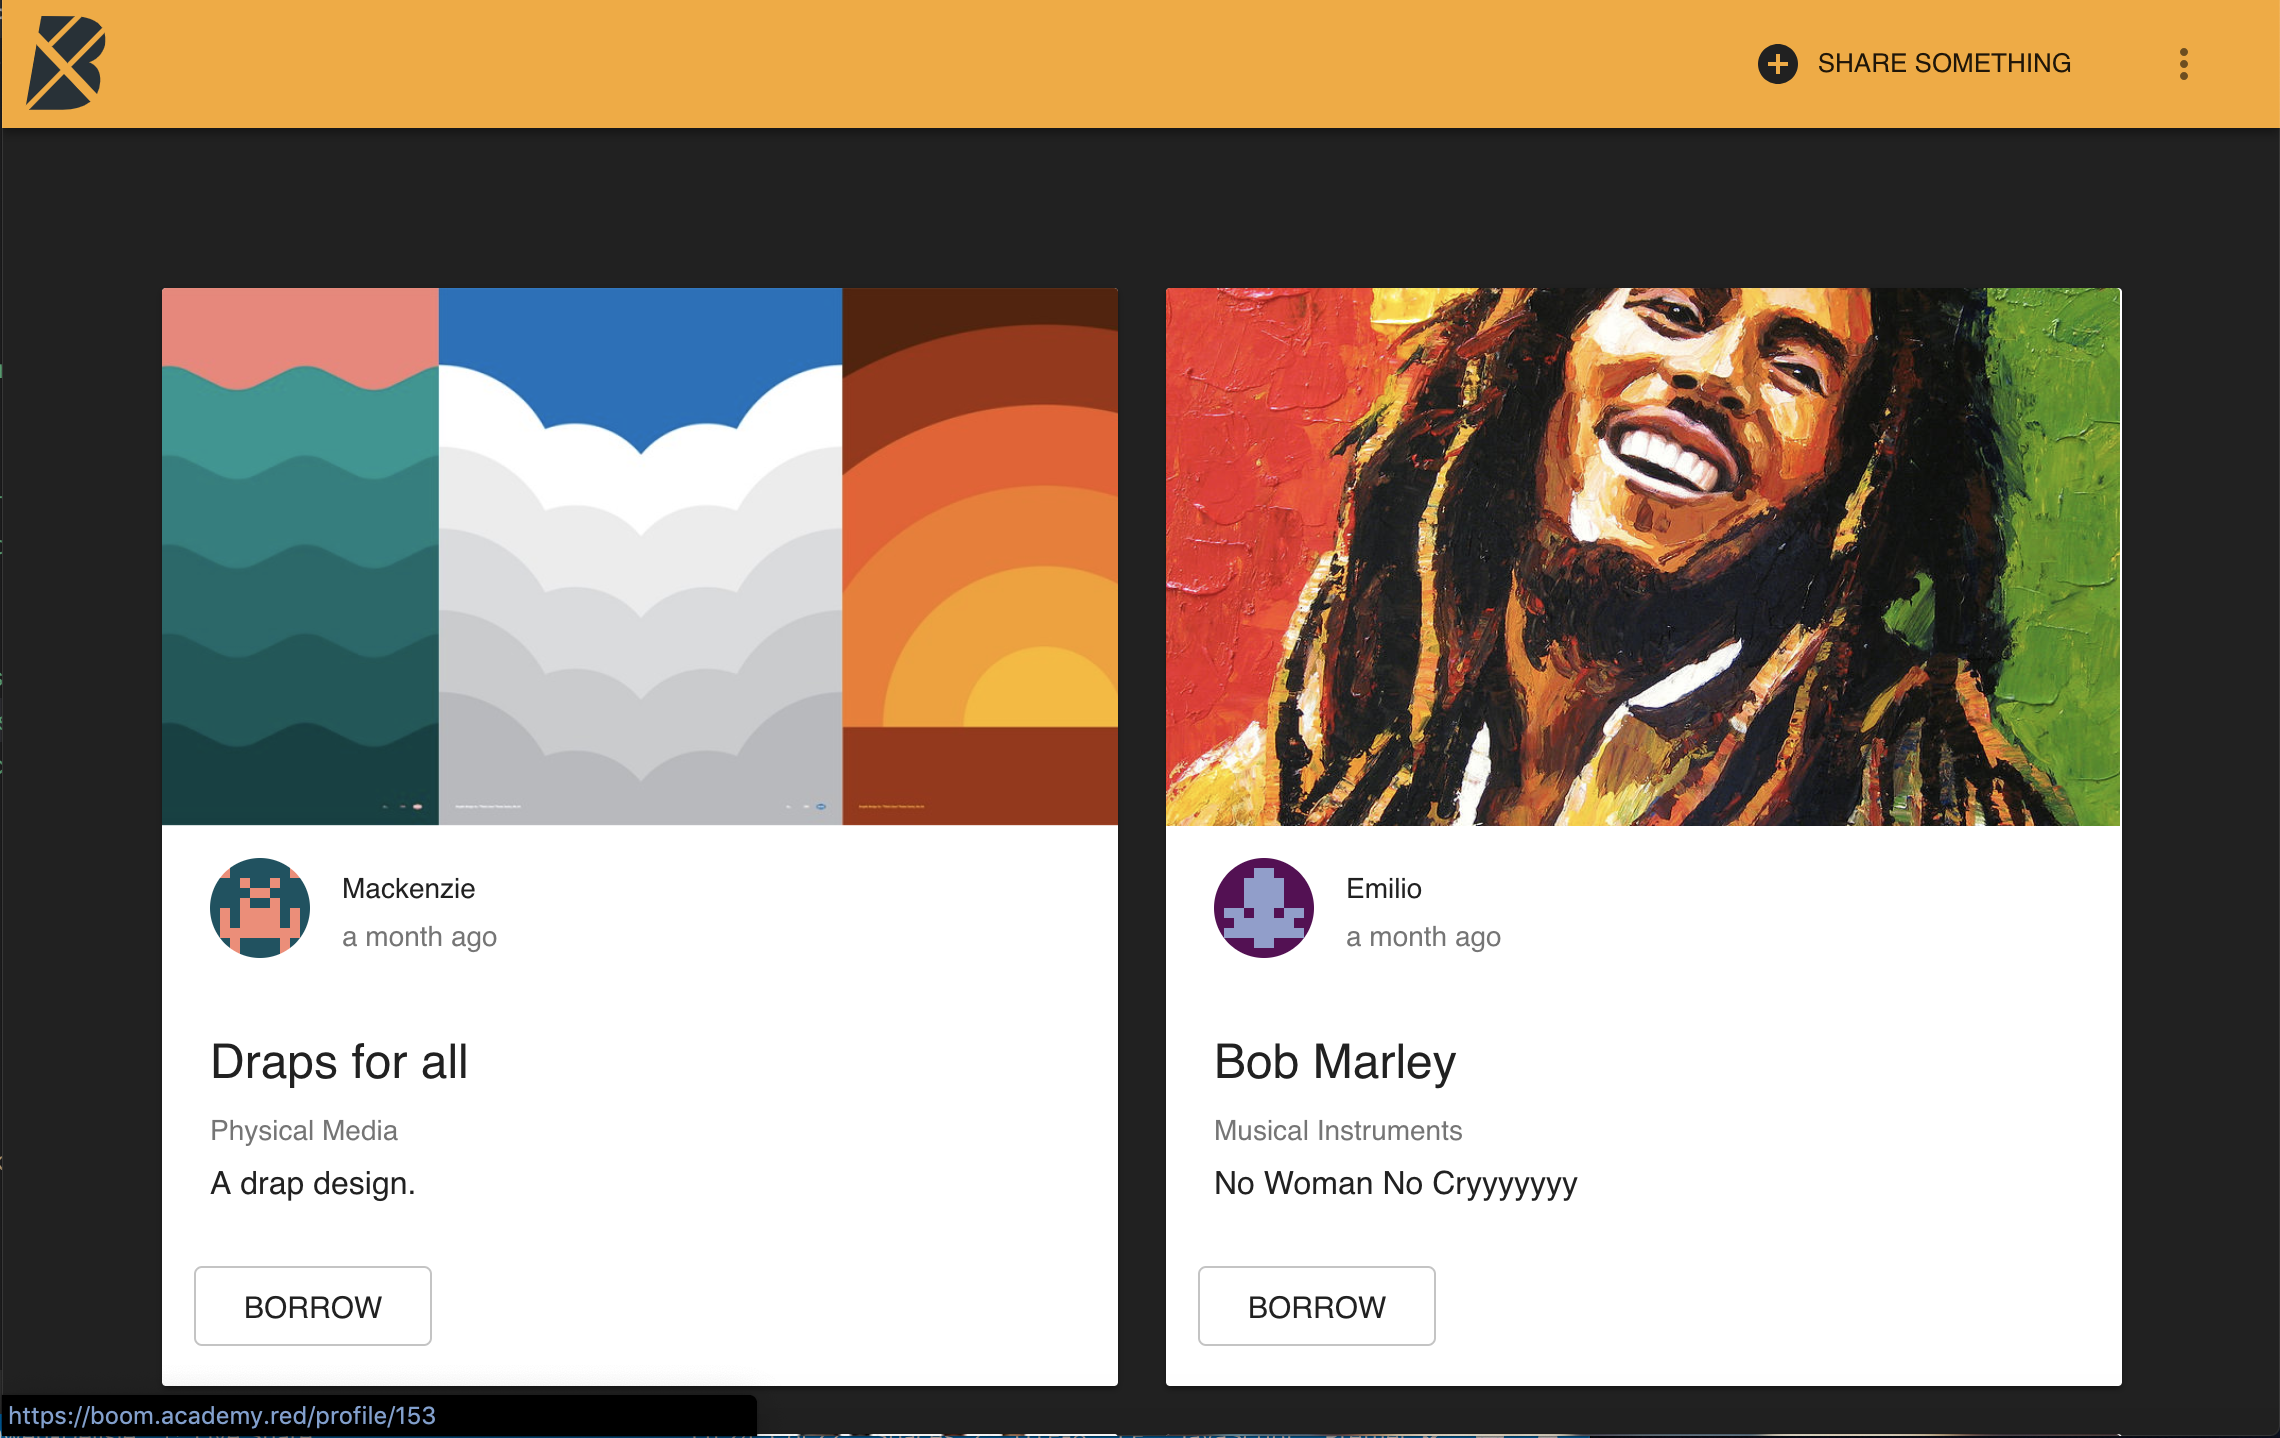 SHARE SOMETHING
Mackenzie
a month ago
Draps for all
Physical Media
A drap design.
BORROW
Emilio
a month ago
Bob Marley
Musical Instruments
No Woman No Cryyyyyyy
BORROW
https://boom.academy.red/profile/153